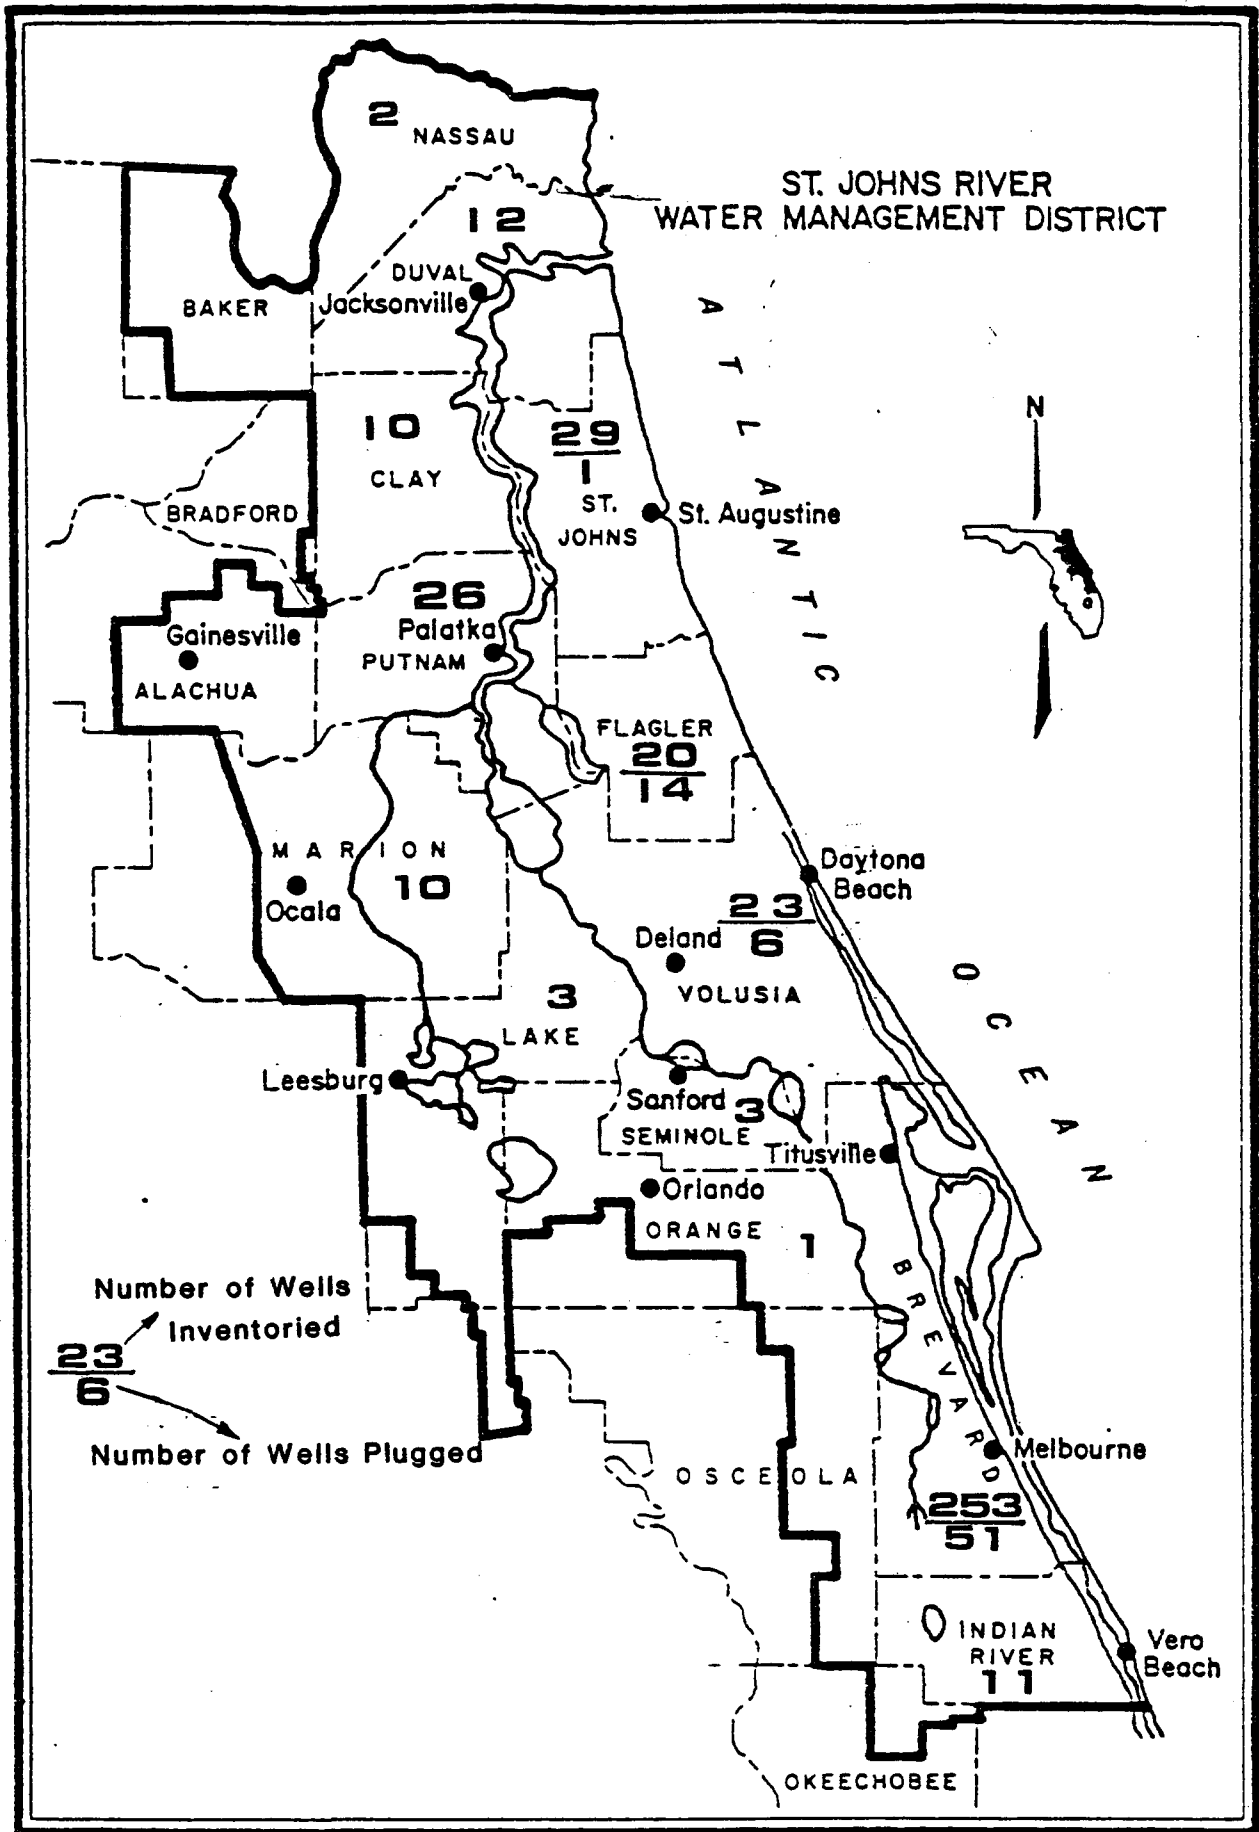 2
NASSAU
ST. JOHNS RIVER
WATER MANAGEMENT DISTRICT
12
DUVAL
Jacksonville
BAKER
ATLANTIC
N
10
CLAY
29
1
ST.
JOHNS
St. Augustine
BRADFORD
26
Palatka
PUTNAM
Gainesville
ALACHUA
FLAGLER
20
14
MARION
10
Ocala
Daytona
Beach
23
6
Deland
VOLUSIA
OCEAN
3
LAKE
Leesburg
Sanford
3
SEMINOLE
Titusville
Orlando
ORANGE
1
BREVARD
Number of Wells
Inventoried
23
6
Number of Wells Plugged
Melbourne
OSCEOLA
253
51
INDIAN
RIVER
11
Vero
Beach
OKEECHOBEE